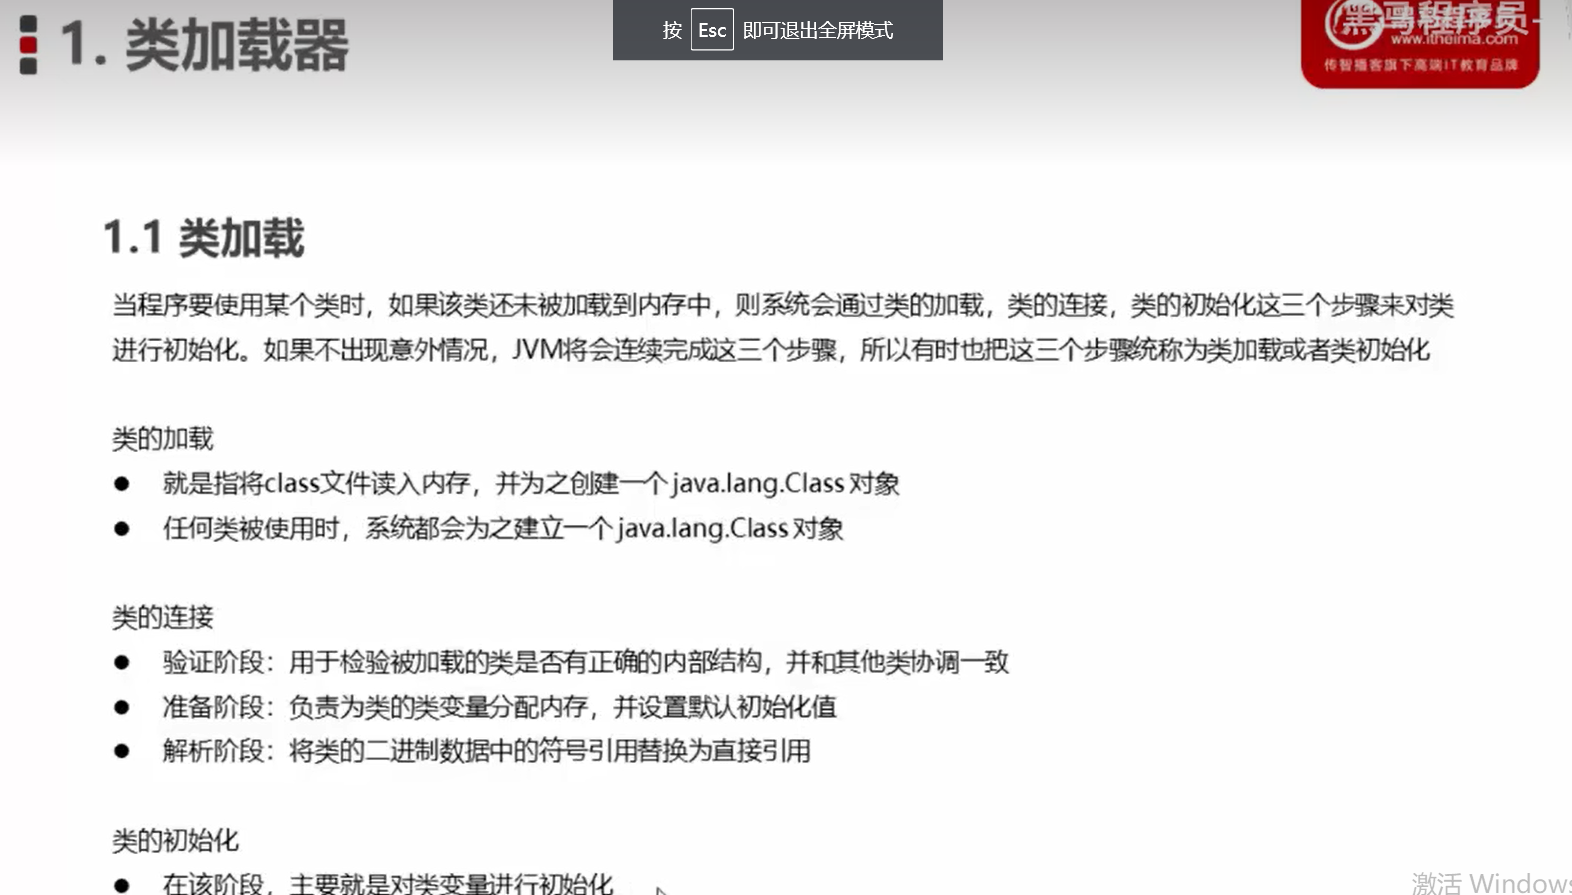 1. 类加载器
按 Esc 即可退出全屏模式
黑马程序员
www.itheima.com
传智播客旗下高端IT教育品牌
1.1 类加载
当程序要使用某个类时，如果该类还未被加载到内存中，则系统会通过类的加载，类的连接，类的初始化这三个步骤来对类
进行初始化。如果不出现意外情况，JVM将会连续完成这三个步骤，所以有时也把这三个步骤统称为类加载或者类初始化
类的加载
● 就是指将class文件读入内存，并为之创建一个 java.lang.Class 对象
● 任何类被使用时，系统都会为之建立一个 java.lang.Class 对象
类的连接
● 验证阶段：用于检验被加载的类是否有正确的内部结构，并和其他类协调一致
● 准备阶段：负责为类的类变量分配内存，并设置默认初始化值
● 解析阶段：将类的二进制数据中的符号引用替换为直接引用
类的初始化
● 在该阶段，主要就是对类变量进行初始化
激活 Windows